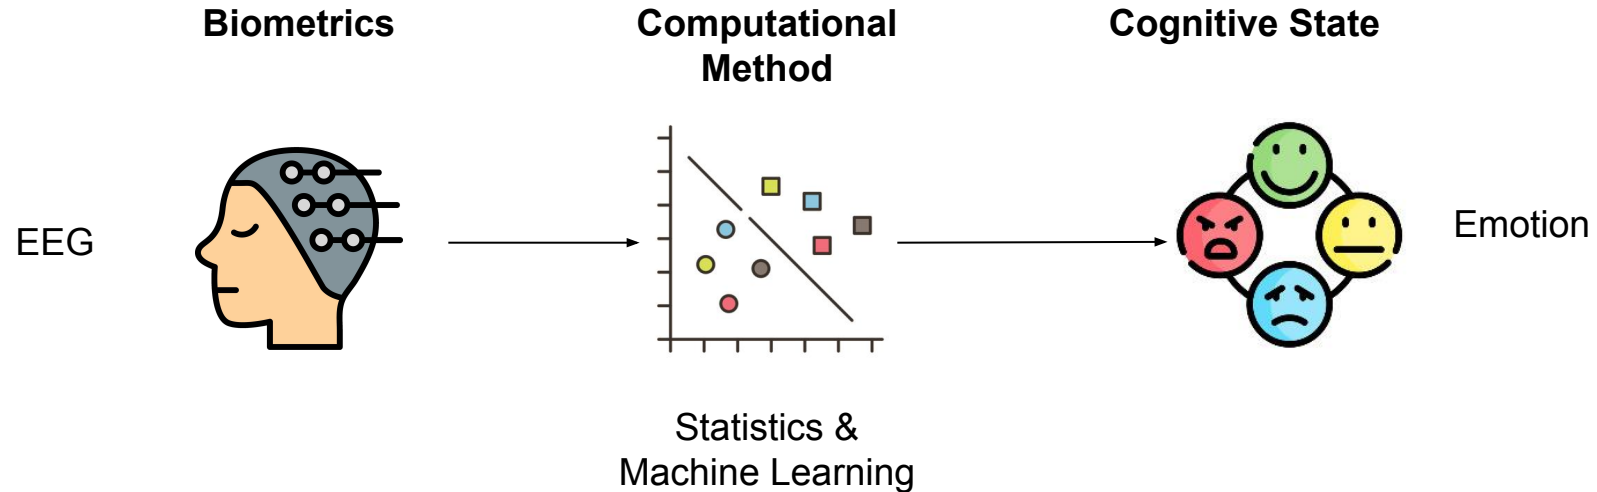 Biometrics
Computational
Method
Cognitive State
EEG
Emotion
Statistics &
Machine Learning